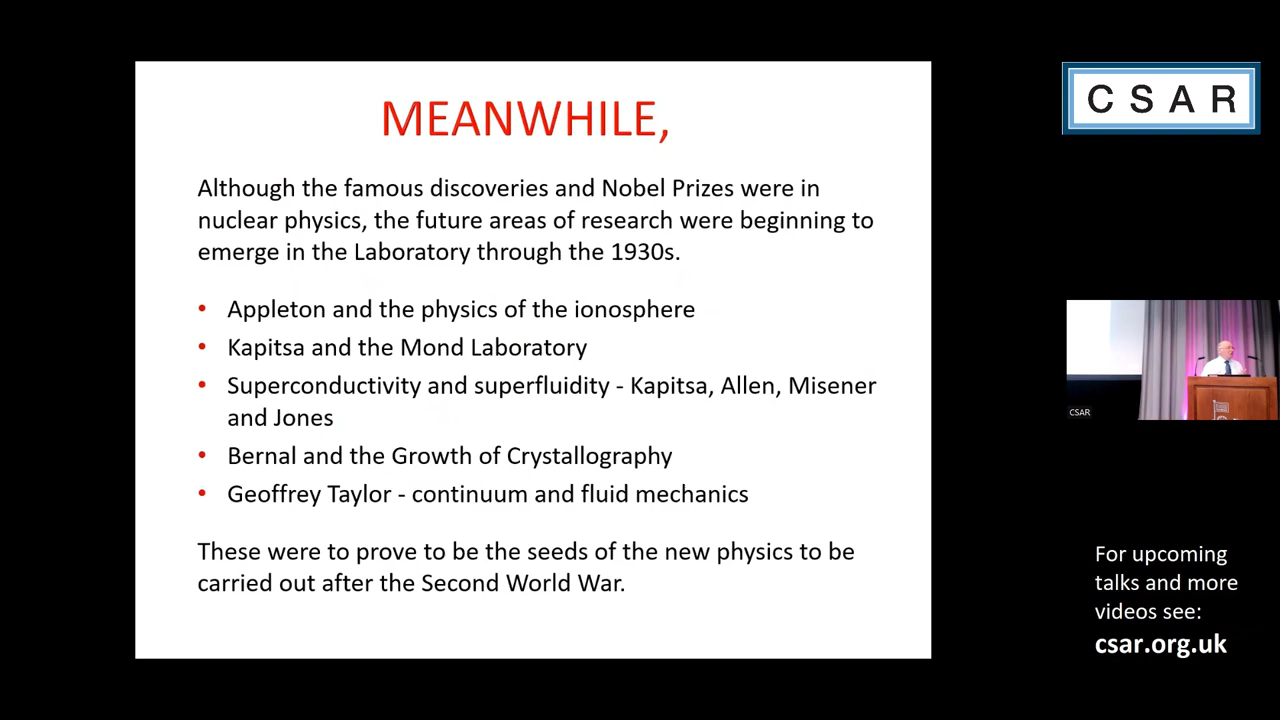 MEANWHILE,
Although the famous discoveries and Nobel Prizes were in
nuclear physics, the future areas of research were beginning to
emerge in the Laboratory through the 1930s.
• Appleton and the physics of the ionosphere
• Kapitsa and the Mond Laboratory
• Superconductivity and superfluidity - Kapitsa, Allen, Misener
and Jones
• Bernal and the Growth of Crystallography
• Geoffrey Taylor - continuum and fluid mechanics
These were to prove to be the seeds of the new physics to be
carried out after the Second World War.
CSAR
CSAR
For upcoming
talks and more
videos see:
csar.org.uk